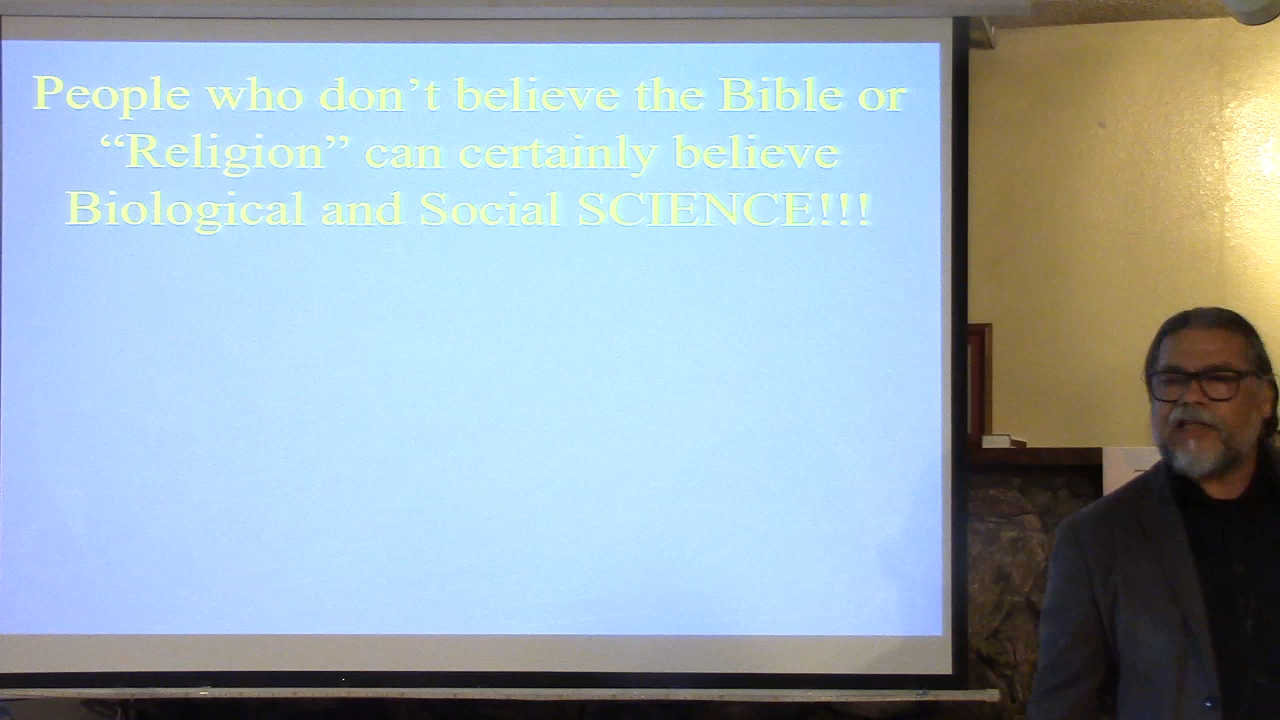 People who don’t believe the Bible or
“Religion” can certainly believe
Biological and Social SCIENCE!!!